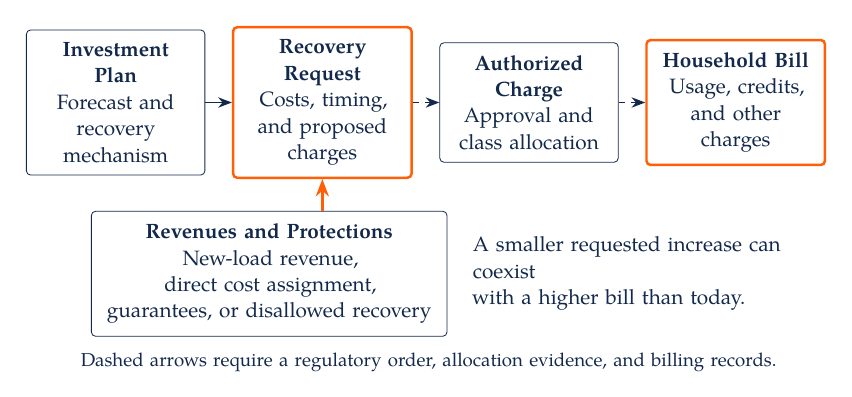 Investment
Plan
Forecast and
recovery
mechanism
Recovery
Request
Costs, timing,
and proposed
charges
Authorized
Charge
Approval and
class allocation
Household Bill
Usage, credits,
and other
charges
Revenues and Protections
New-load revenue,
direct cost assignment,
guarantees, or disallowed recovery
A smaller requested increase can
coexist
with a higher bill than today.
Dashed arrows require a regulatory order, allocation evidence, and billing records.